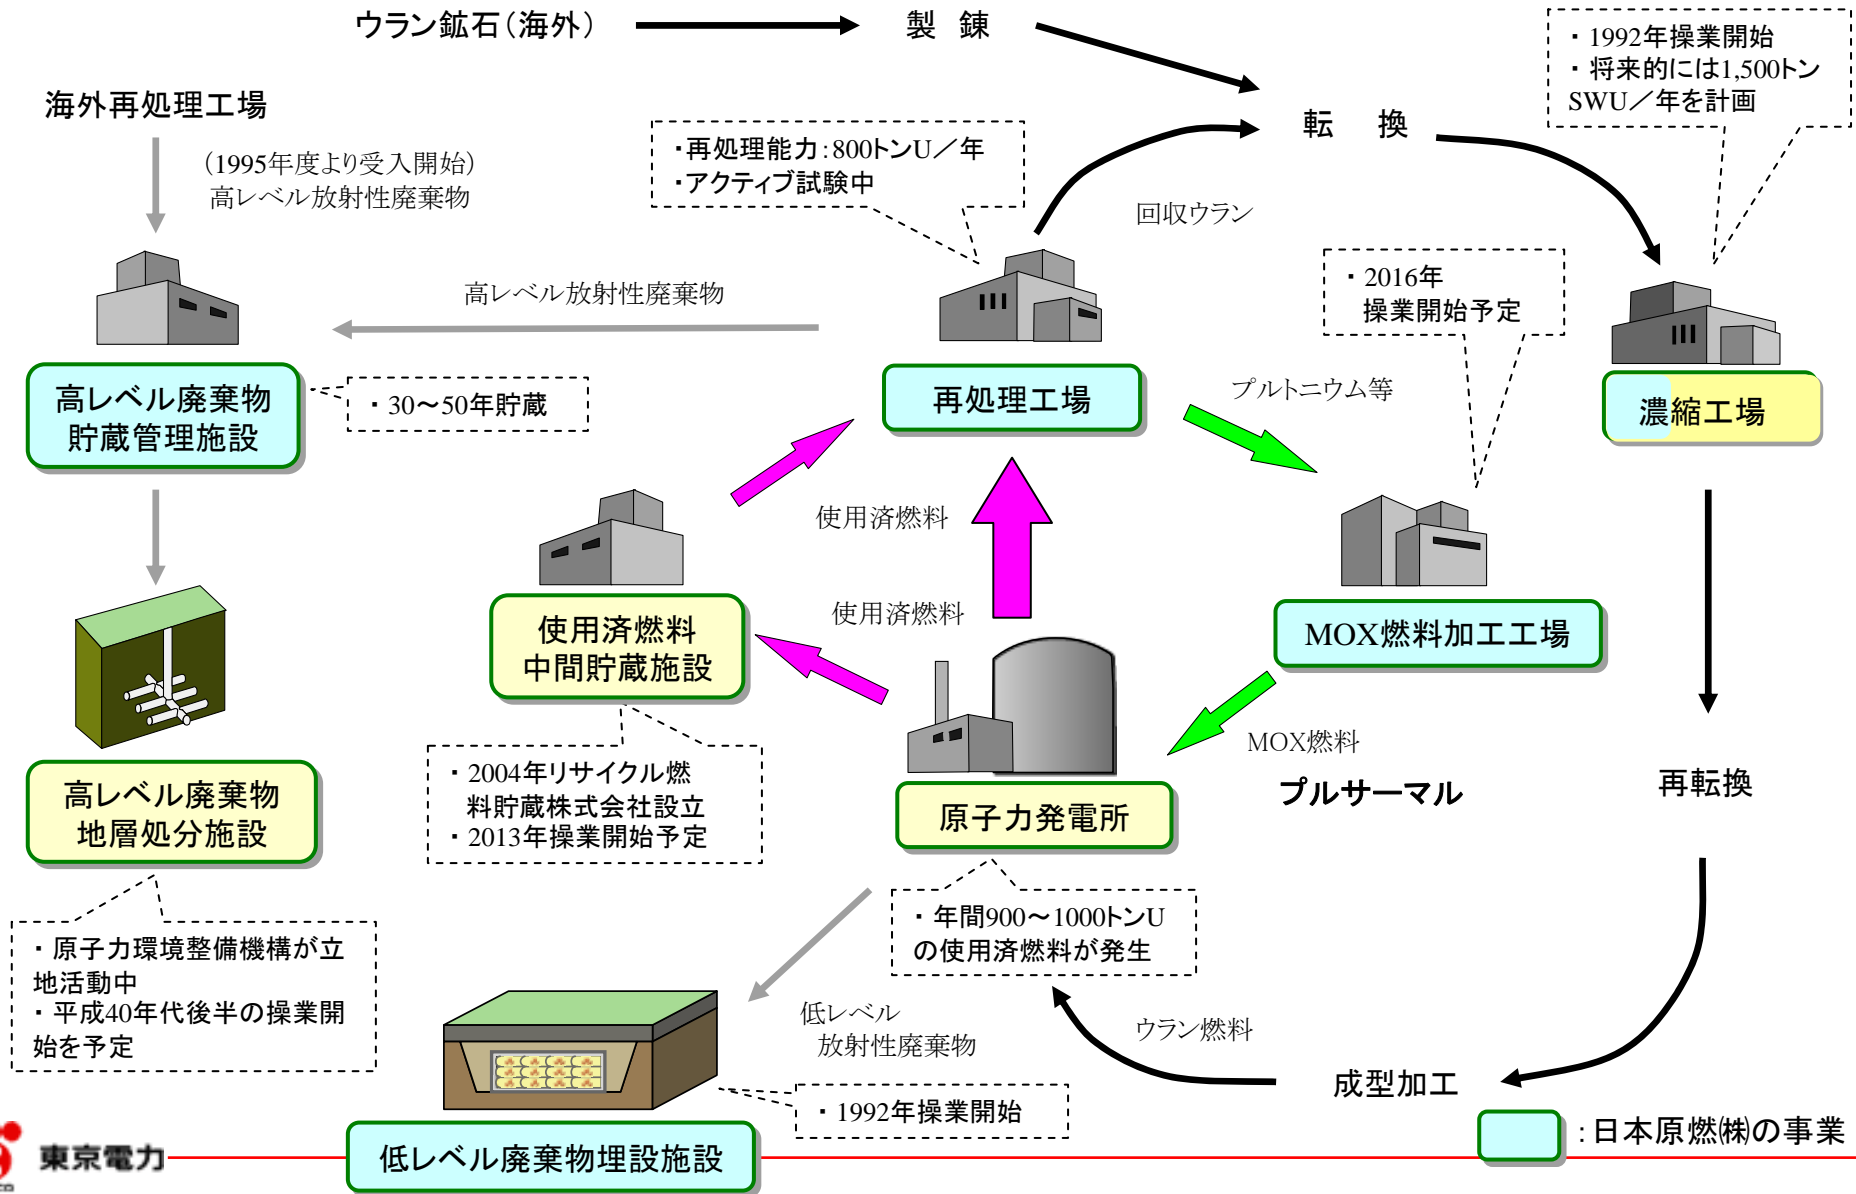 ウラン鉱石（海外）
製 錬
・ 1992年操業開始
・ 将来的には1,500トン
SWU／年を計画
海外再処理工場
転 換
（1995年度より受入開始）
高レベル放射性廃棄物
・再処理能力：800トンU／年
・アクティブ試験中
回収ウラン
・ 2016年
操業開始予定
高レベル放射性廃棄物
高レベル廃棄物
貯蔵管理施設
・ 30～50年貯蔵
再処理工場
プルトニウム等
濃縮工場
使用済燃料
使用済燃料
使用済燃料
中間貯蔵施設
MOX燃料加工工場
MOX燃料
プルサーマル
再転換
・ 2004年リサイクル燃
料貯蔵株式会社設立
・ 2013年操業開始予定
高レベル廃棄物
地層処分施設
原子力発電所
・ 年間900～1000トンU
の使用済燃料が発生
・ 原子力環境整備機構が立
地活動中
・ 平成40年代後半の操業開
始を予定
低レベル
放射性廃棄物
ウラン燃料
成型加工
・ 1992年操業開始
：日本原燃㈱の事業
東京電力
低レベル廃棄物埋設施設